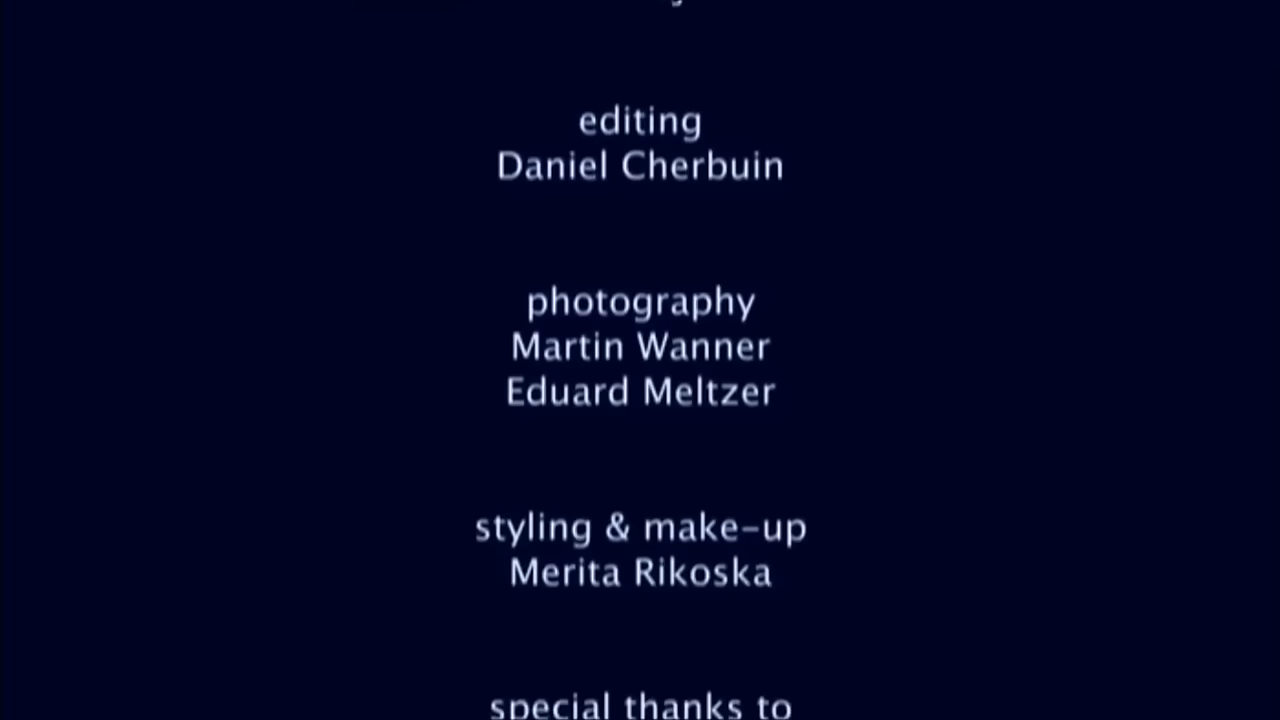 editing
Daniel Cherbuin
photography
Martin Wanner
Eduard Meltzer
styling & make-up
Merita Rikoska
special thanks to